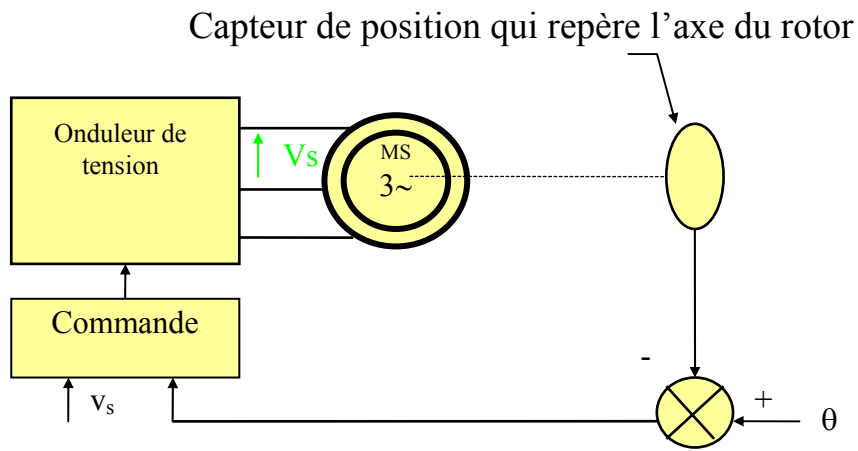 Capteur de position qui repère l’axe du rotor
Onduleur de
tension
Vs
MS
3~
Commande
vs
-
+
θ